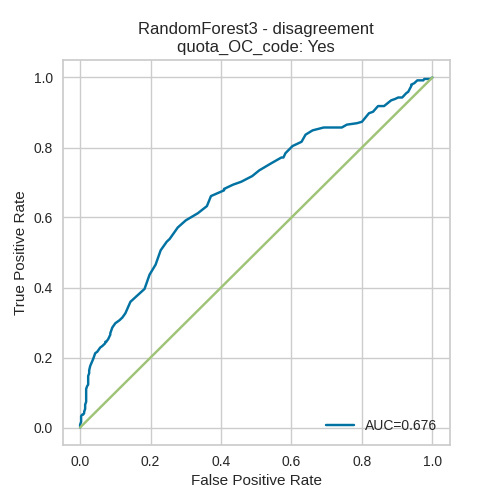 RandomForest3 - disagreement
quota_OC_code: Yes
1.0
0.8
0.6
0.4
0.2
0.0
True Positive Rate
AUC=0.676
0.0 0.2 0.4 0.6 0.8 1.0
False Positive Rate